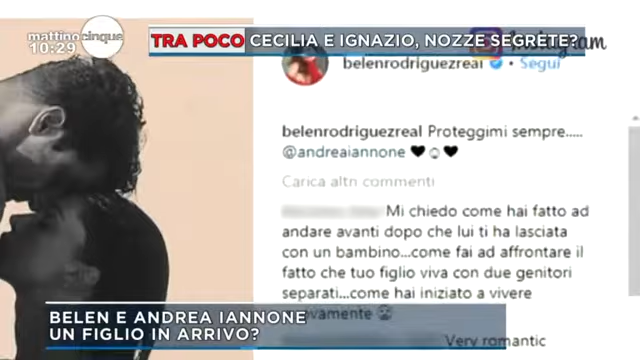 mattino cinque
10:29
TRA POCO CECILIA E IGNAZIO, NOZZE SEGRETE?
Instagram
belenrodriguezreal • Segui
belenrodriguezreal Proteggimi sempre.....
@andreaiannone 🖤☺🖤
Carica altri commenti
Mi chiedo come hai fatto ad
andare avanti dopo che lui ti ha lasciata
con un bambino...come fai ad affrontare il
fatto che tuo figlio viva con due genitori
separati...come hai iniziato a vivere
Very romantic
BELEN E ANDREA IANNONE
UN FIGLIO IN ARRIVO?